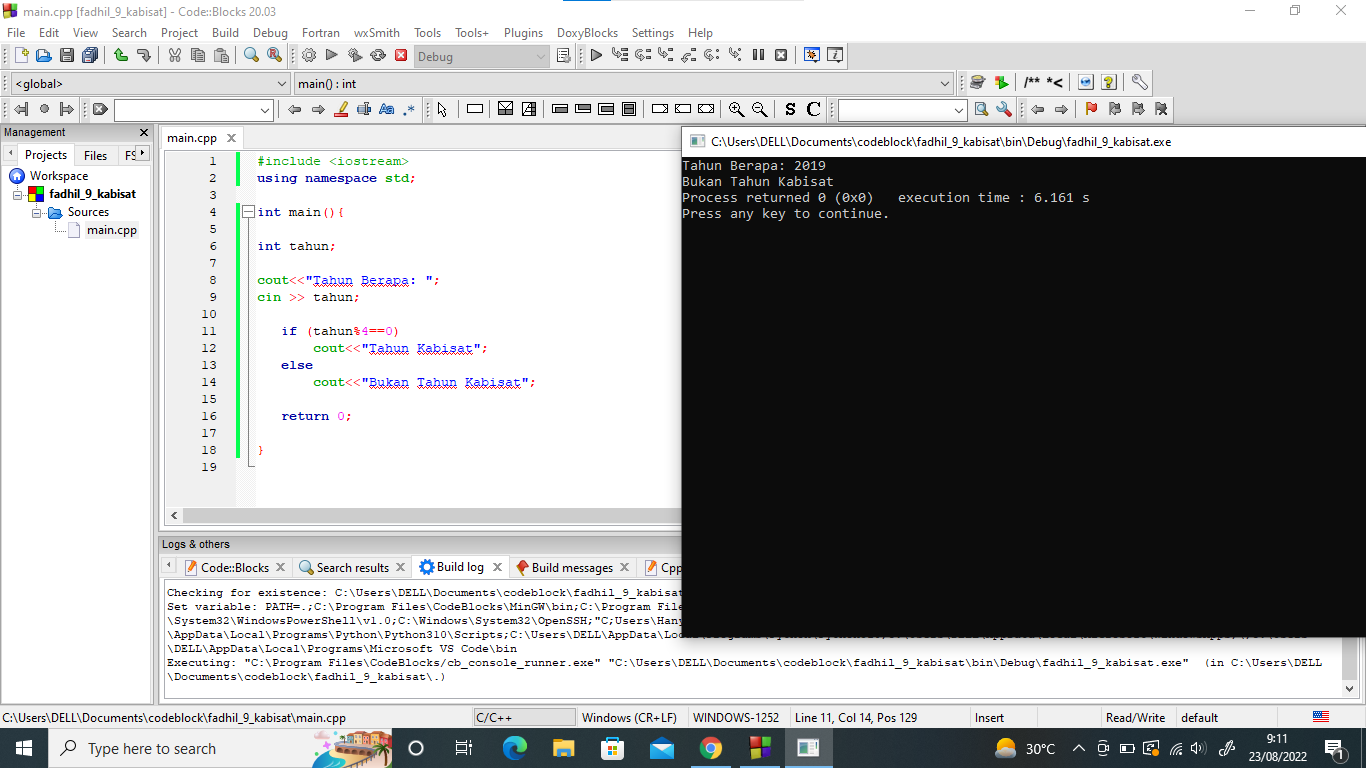 main.cpp [fadhil_9_kabisat] - Code::Blocks 20.03
File Edit View Search Project Build Debug Fortran wxSmith Tools Tools+ Plugins DoxyBlocks Settings Help
Debug
<global> main() : int
/** *<
Aa .* S C
Management
Projects Files FS
Workspace
fadhil_9_kabisat
Sources
main.cpp
main.cpp
1 #include <iostream>
2 using namespace std;
3
4 int main(){
5
6 int tahun;
7
8 cout<<"Tahun Berapa: ";
9 cin >> tahun;
10
11 if (tahun%4==0)
12 cout<<"Tahun Kabisat";
13 else
14 cout<<"Bukan Tahun Kabisat";
15
16 return 0;
17
18 }
19
C:\Users\DELL\Documents\codeblock\fadhil_9_kabisat\bin\Debug\fadhil_9_kabisat.exe
Tahun Berapa: 2019
Bukan Tahun Kabisat
Process returned 0 (0x0) execution time : 6.161 s
Press any key to continue.
Logs & others
Code::Blocks Search results Build log Build messages Cpp
Checking for existence: C:\Users\DELL\Documents\codeblock\fadhil_9_kabisat
Set variable: PATH=.;C:\Program Files\CodeBlocks\MinGW\bin;C:\Program File
\System32\WindowsPowerShell\v1.0;C:\Windows\System32\OpenSSH;"C;Users\Hany
\AppData\Local\Programs\Python\Python310\Scripts;C:\Users\DELL\AppData\Loc
\DELL\AppData\Local\Programs\Microsoft VS Code\bin
Executing: "C:\Program Files\CodeBlocks/cb_console_runner.exe" "C:\Users\DELL\Documents\codeblock\fadhil_9_kabisat\bin\Debug\fadhil_9_kabisat.exe" (in C:\Users\DELL
\Documents\codeblock\fadhil_9_kabisat\.)
C:\Users\DELL\Documents\codeblock\fadhil_9_kabisat\main.cpp C/C++ Windows (CR+LF) WINDOWS-1252 Line 11, Col 14, Pos 129 Insert Read/Write default
Type here to search 30°C 9:11
23/08/2022 1